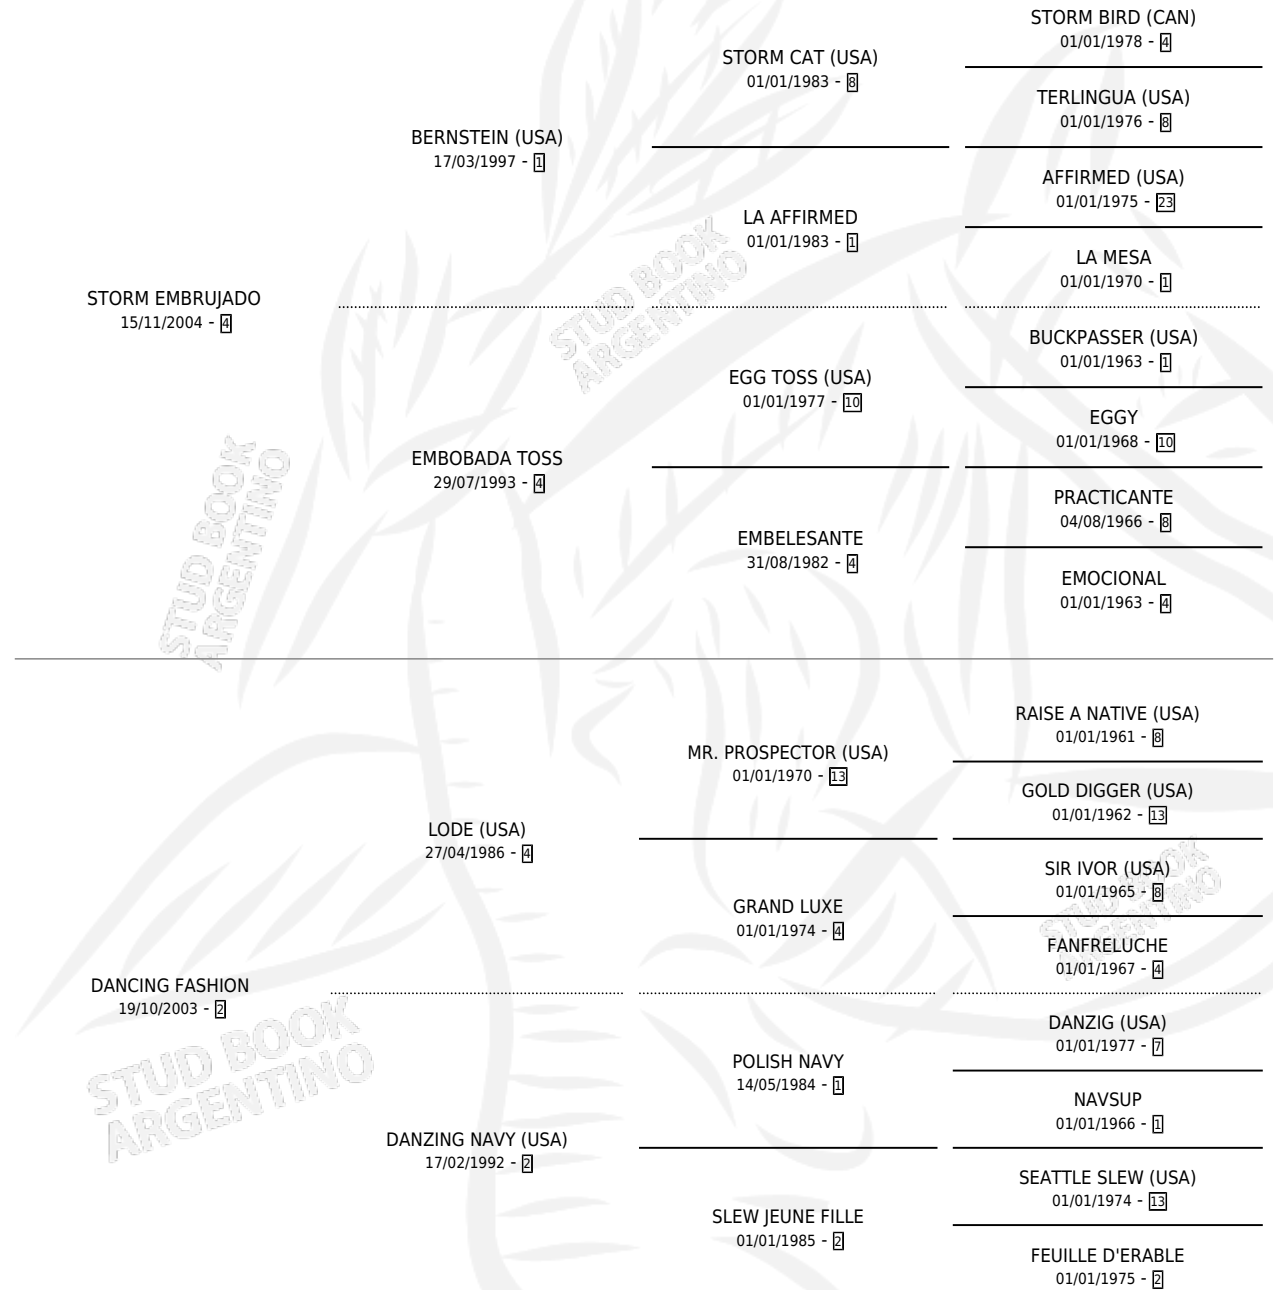 STORM BIRD (CAN)
01/01/1978 - 4
STORM CAT (USA)
01/01/1983 - 8
TERLINGUA (USA)
01/01/1976 - 8
BERNSTEIN (USA)
17/03/1997 - 1
AFFIRMED (USA)
01/01/1975 - 23
LA AFFIRMED
01/01/1983 - 1
LA MESA
01/01/1970 - 1
STORM EMBRUJADO
15/11/2004 - 4
BUCKPASSER (USA)
01/01/1963 - 1
EGG TOSS (USA)
01/01/1977 - 10
EGGY
01/01/1968 - 10
EMBOBADA TOSS
29/07/1993 - 4
PRACTICANTE
04/08/1966 - 8
EMBELESANTE
31/08/1982 - 4
EMOCIONAL
01/01/1963 - 4
RAISE A NATIVE (USA)
01/01/1961 - 8
MR. PROSPECTOR (USA)
01/01/1970 - 13
GOLD DIGGER (USA)
01/01/1962 - 13
LODE (USA)
27/04/1986 - 4
SIR IVOR (USA)
01/01/1965 - 8
GRAND LUXE
01/01/1974 - 4
FANFRELUCHE
01/01/1967 - 4
DANCING FASHION
19/10/2003 - 2
DANZIG (USA)
01/01/1977 - 7
POLISH NAVY
14/05/1984 - 1
NAVSUP
01/01/1966 - 1
DANZING NAVY (USA)
17/02/1992 - 2
SEATTLE SLEW (USA)
01/01/1974 - 13
SLEW JEUNE FILLE
01/01/1985 - 2
FEUILLE D'ERABLE
01/01/1975 - 2
STUD BOOK
ARGENTINO
STUD BOOK
ARGENTINO
STUD BOOK
ARGENTINO
STUD BOOK
ARGENTINO